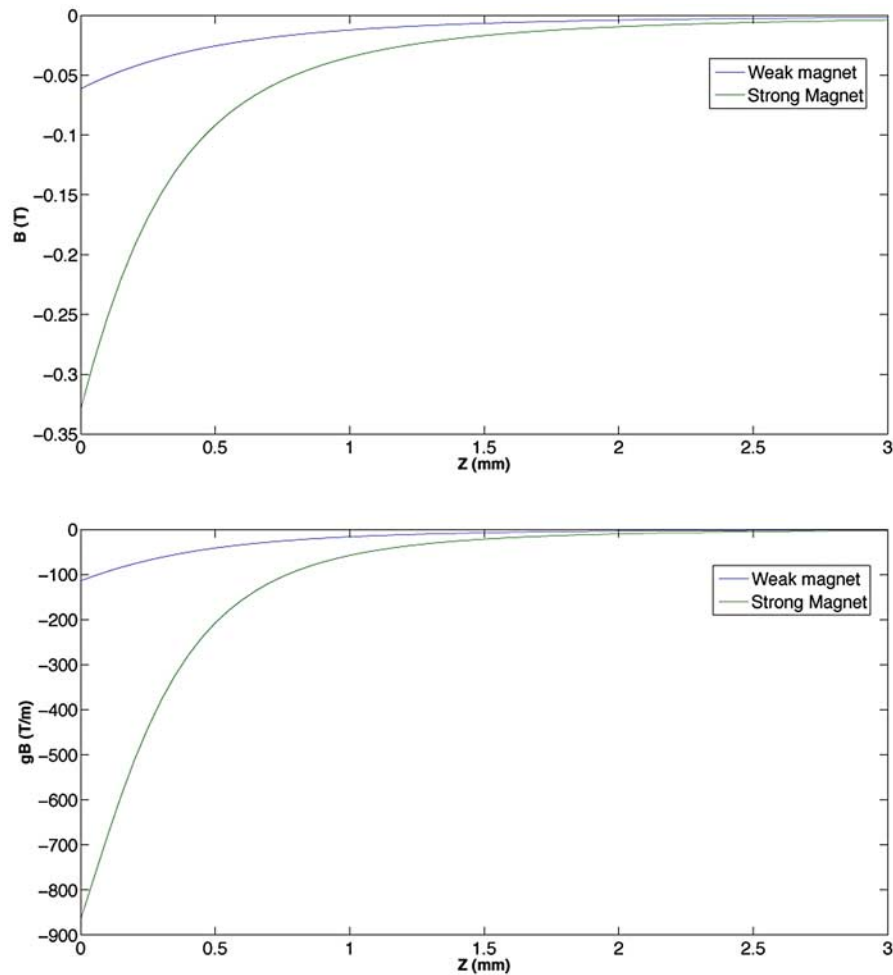 0
−0.05
−0.1
−0.15
−0.2
−0.25
−0.3
−0.35
B (T)
Weak magnet
Strong Magnet
0 0.5 1 1.5 2 2.5 3
Z (mm)
0
−100
−200
−300
−400
−500
−600
−700
−800
−900
gB (T/m)
Weak magnet
Strong Magnet
0 0.5 1 1.5 2 2.5 3
Z (mm)